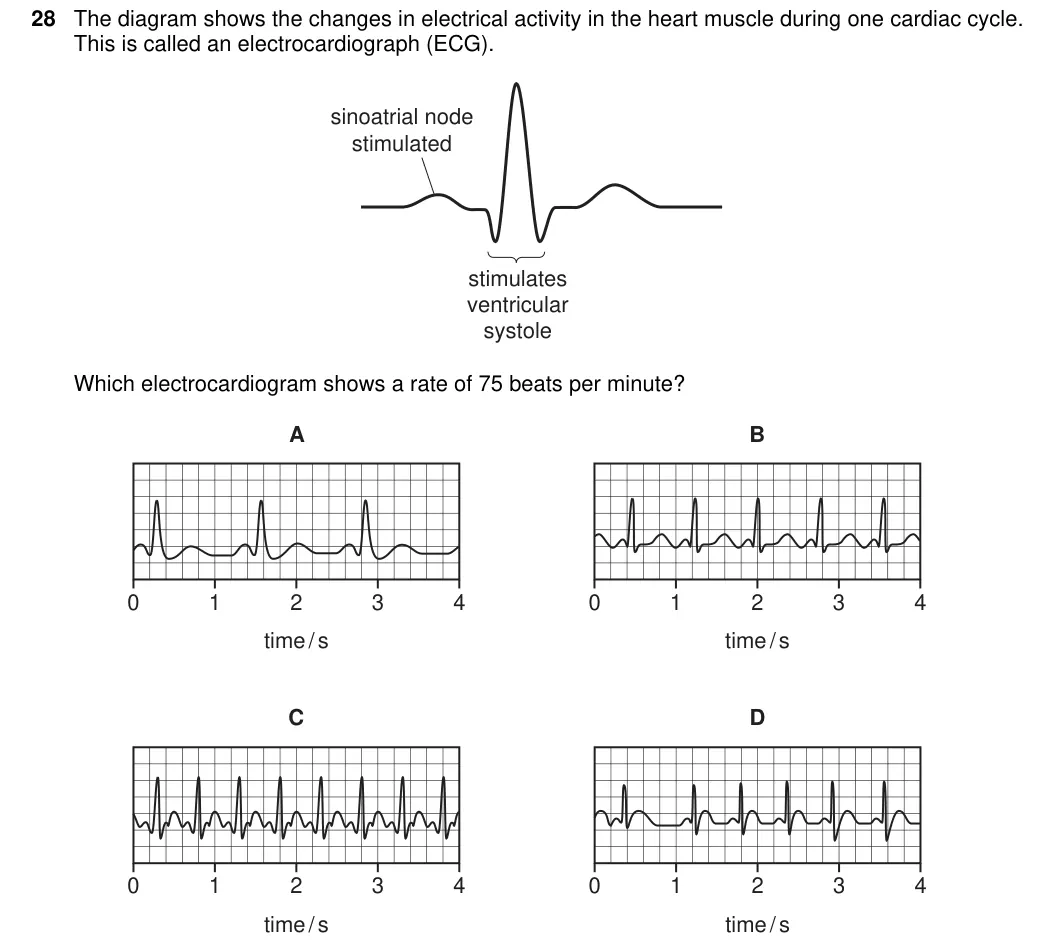 28 The diagram shows the changes in electrical activity in the heart muscle during one cardiac cycle.
This is called an electrocardiograph (ECG).
sinoatrial node
stimulated
stimulates
ventricular
systole
Which electrocardiogram shows a rate of 75 beats per minute?
A
0 1 2 3 4
time / s
B
0 1 2 3 4
time / s
C
0 1 2 3 4
time / s
D
0 1 2 3 4
time / s